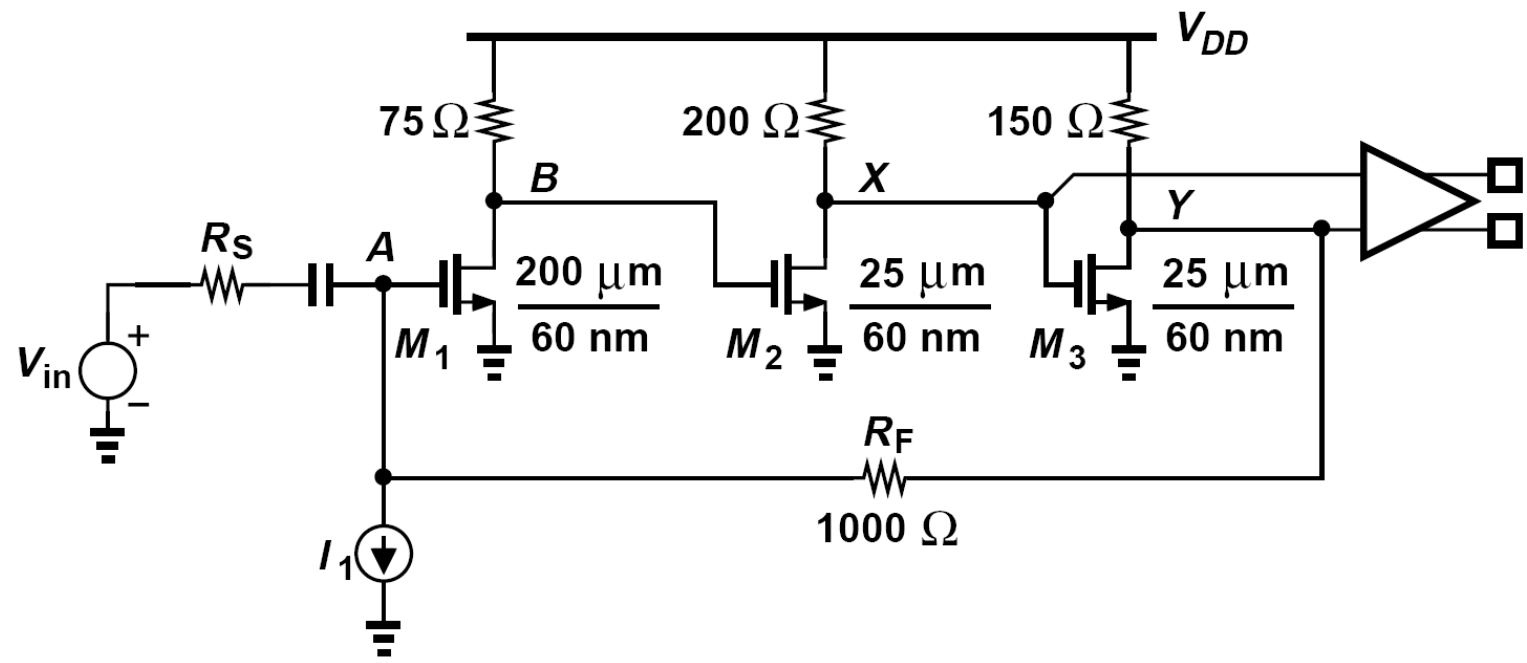 V_DD
75 Ω
200 Ω
150 Ω
B
X
Y
R_S
A
200 μm
60 nm
25 μm
60 nm
25 μm
60 nm
M_1
M_2
M_3
V_in
+
−
R_F
1000 Ω
I_1